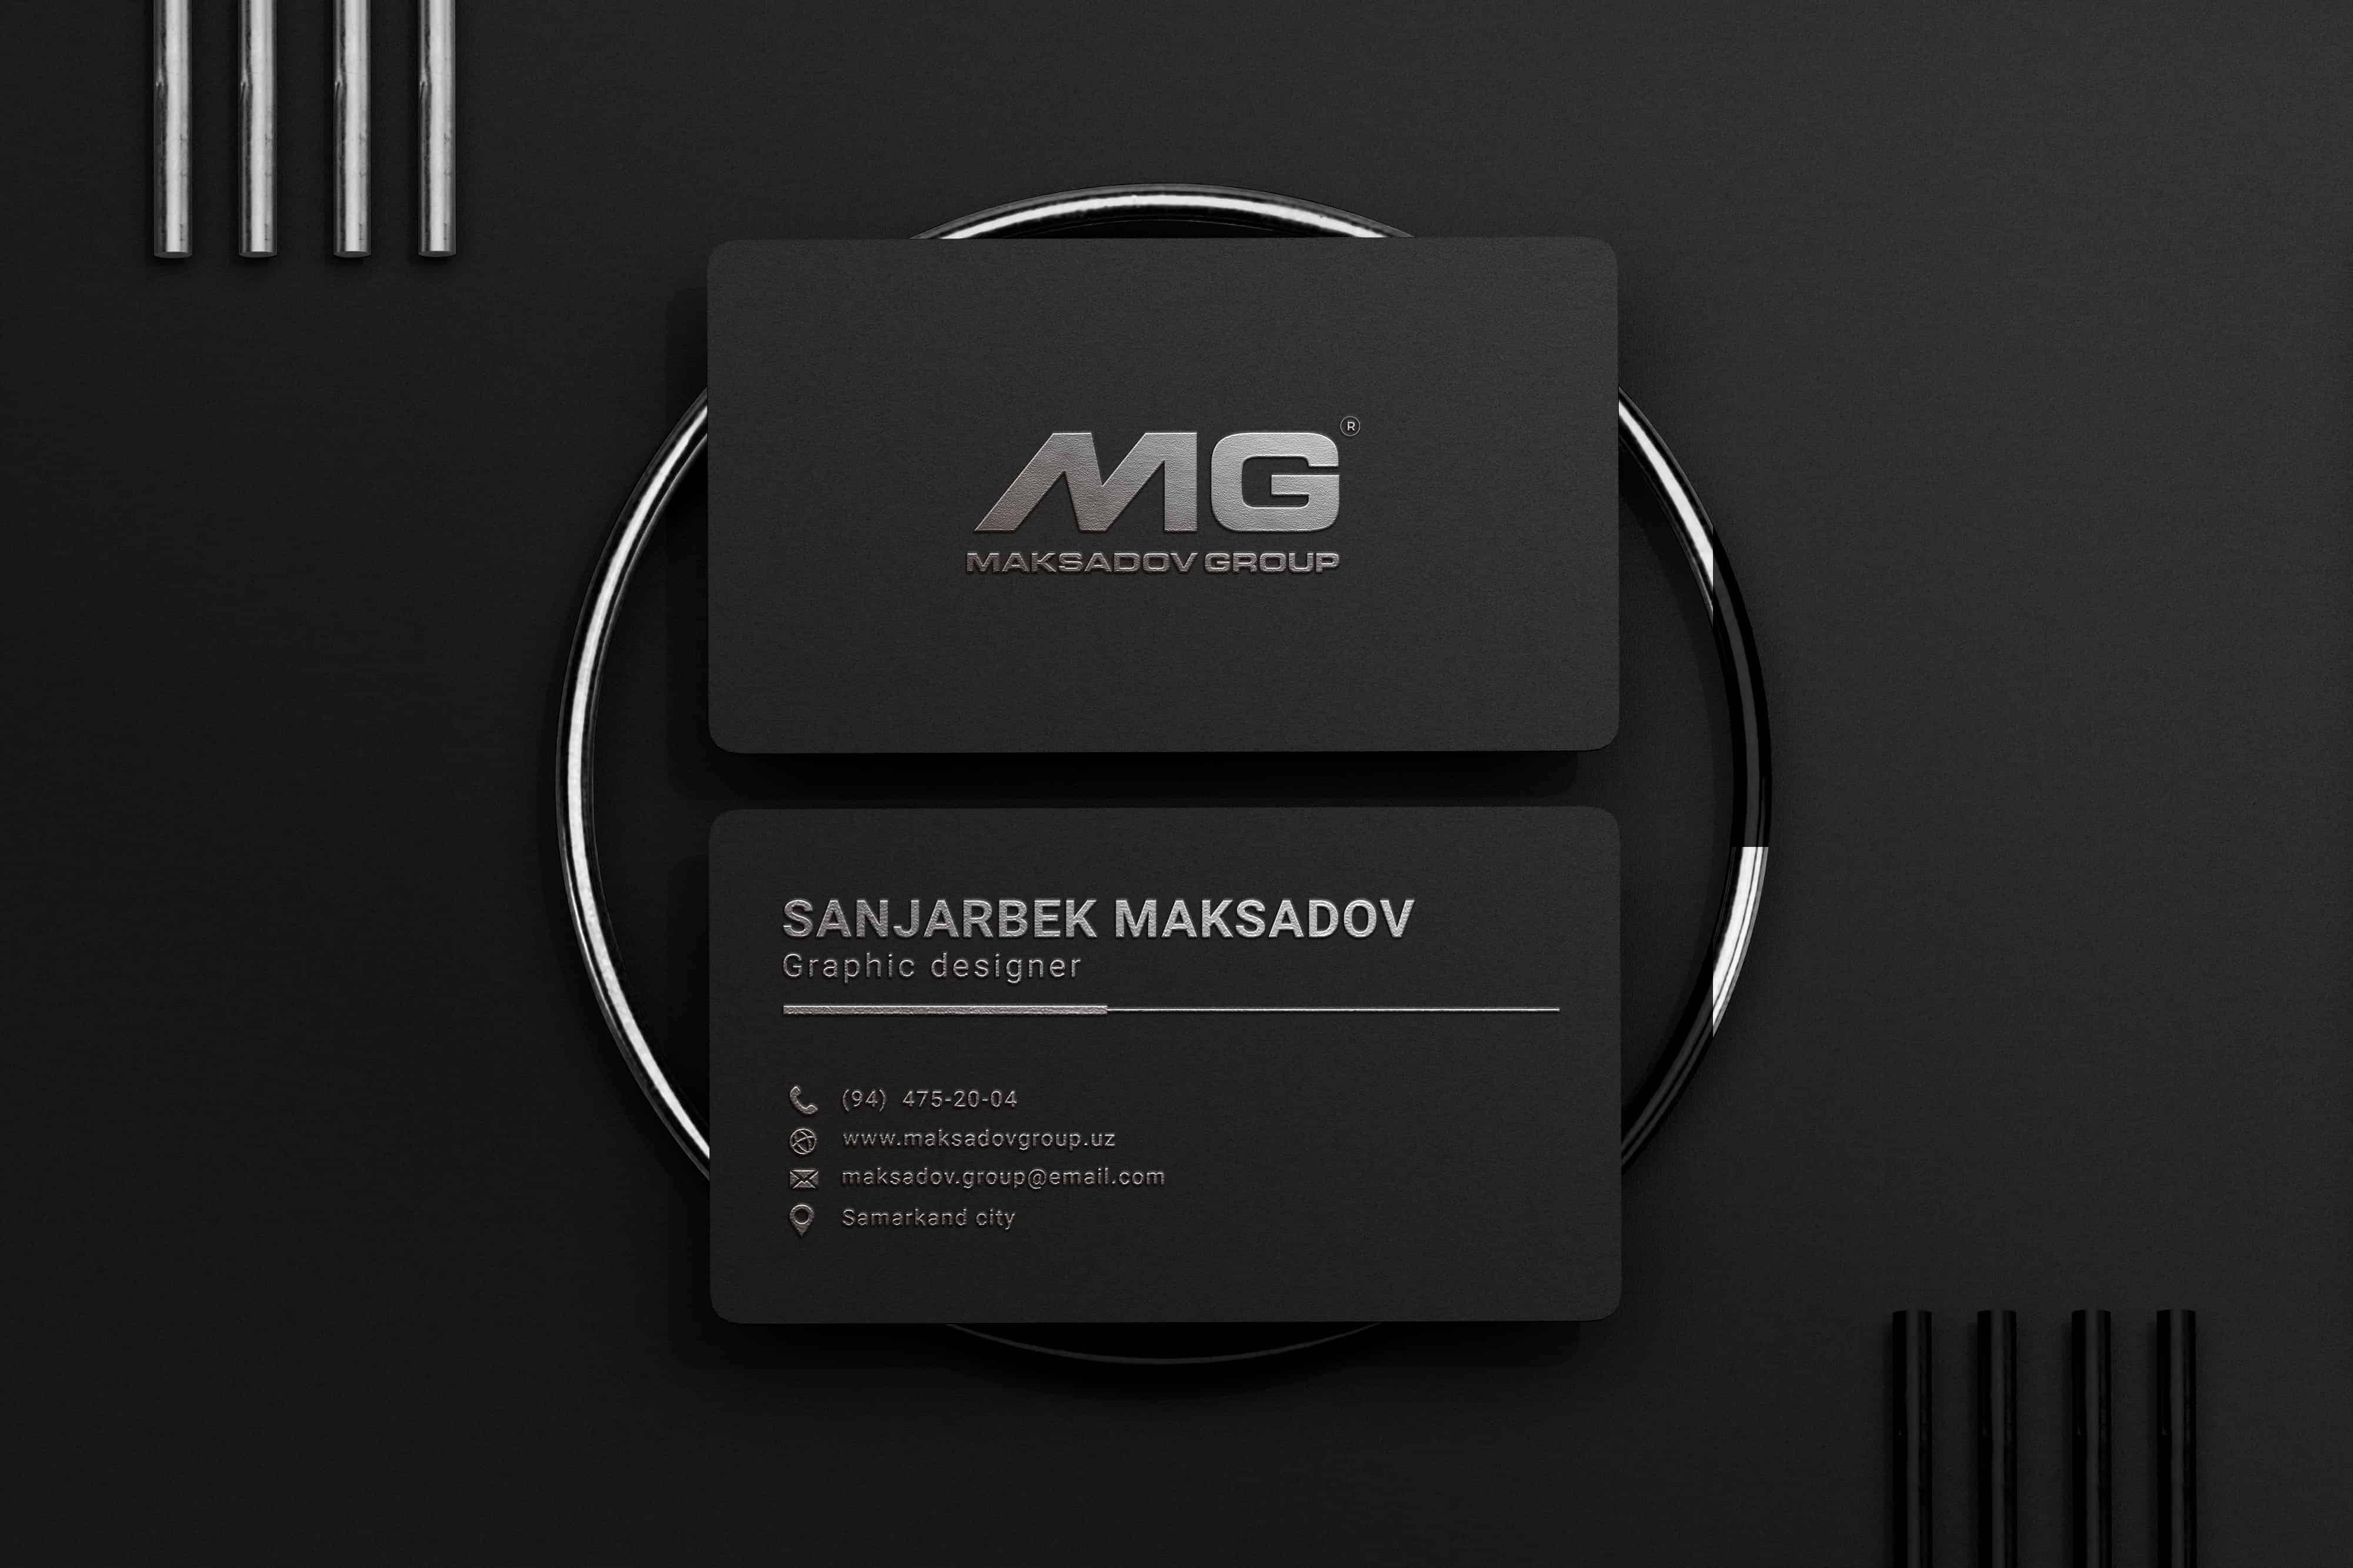 MG®
MAKSADOV GROUP
SANJARBEK MAKSADOV
Graphic designer
(94) 475-20-04
www.maksadovgroup.uz
maksadov.group@email.com
Samarkand city